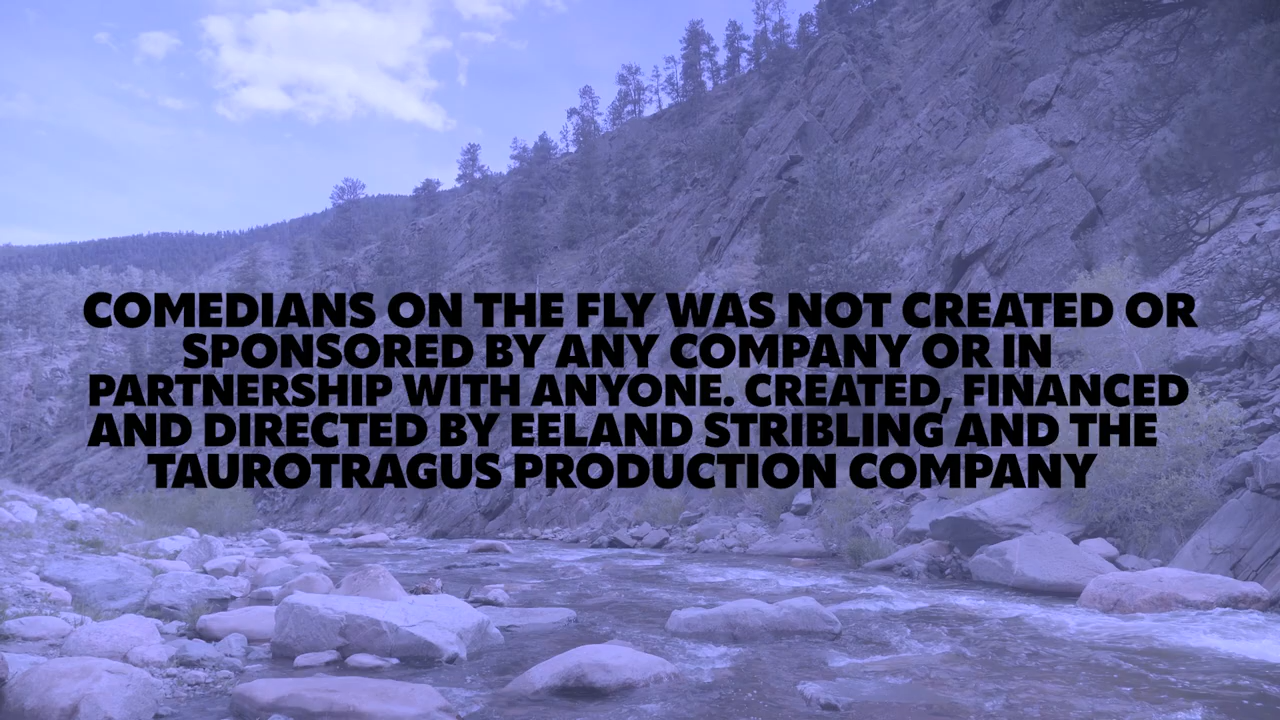 COMEDIANS ON THE FLY WAS NOT CREATED OR
SPONSORED BY ANY COMPANY OR IN
PARTNERSHIP WITH ANYONE. CREATED, FINANCED
AND DIRECTED BY EELAND STRIBLING AND THE
TAUROTRAGUS PRODUCTION COMPANY